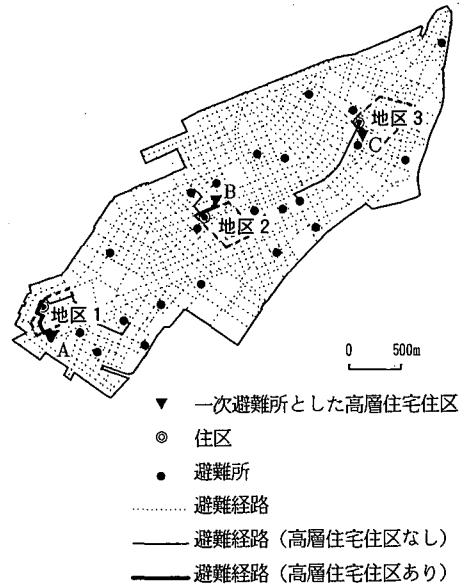 地区3
C
B
地区2
地区1
A
0 500m
▼ 一次避難所とした高層住宅住区
◎ 住区
● 避難所
避難経路
避難経路（高層住宅住区なし）
避難経路（高層住宅住区あり）